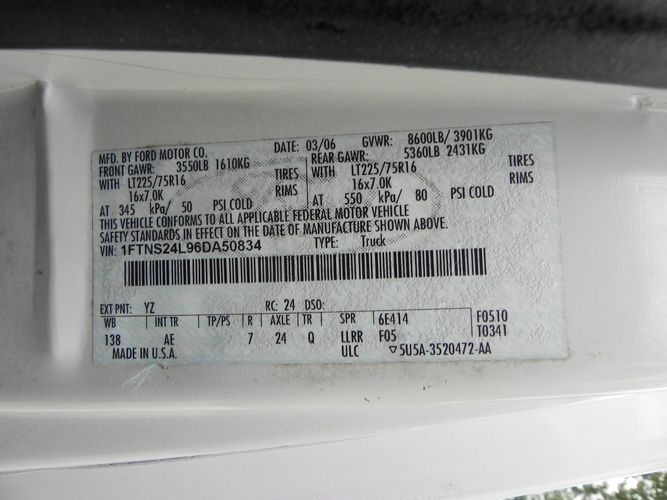 MFD. BY FORD MOTOR CO. DATE: 03/06 GVWR: 8600LB/ 3901KG
FRONT GAWR: 3550LB 1610KG REAR GAWR: 5360LB 2431KG
WITH LT225/75R16 TIRES WITH LT225/75R16 TIRES
16x7.0K RIMS 16x7.0K RIMS
AT 345 kPa/ 50 PSI COLD AT 550 kPa/ 80 PSI COLD
THIS VEHICLE CONFORMS TO ALL APPLICABLE FEDERAL MOTOR VEHICLE
SAFETY STANDARDS IN EFFECT ON THE DATE OF MANUFACTURE SHOWN ABOVE.
VIN: 1FTNS24L96DA50834 TYPE: Truck
EXT PNT: YZ RC: 24 DSO:
WB INT TR TP/PS R AXLE TR SPR 6E414 F0510
138 AE 7 24 Q LLRR F05 T0341
MADE IN U.S.A. ULC ▽5U5A-3520472-AA